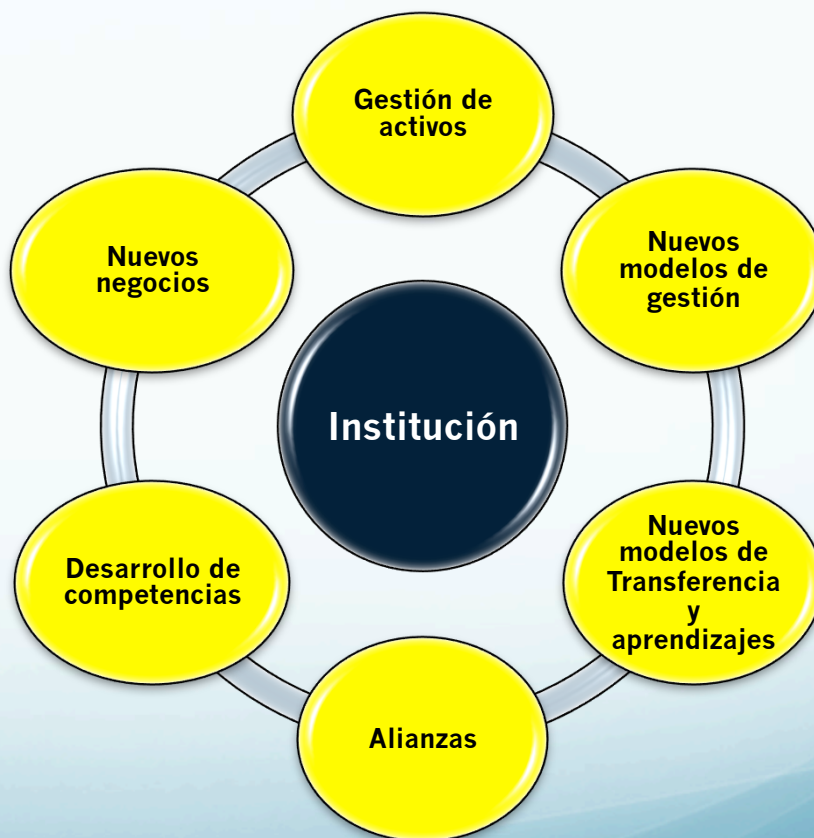 Gestión de
activos
Nuevos
modelos de
gestión
Nuevos
modelos de
Transferencia
y
aprendizajes
Alianzas
Desarrollo de
competencias
Nuevos
negocios
Institución